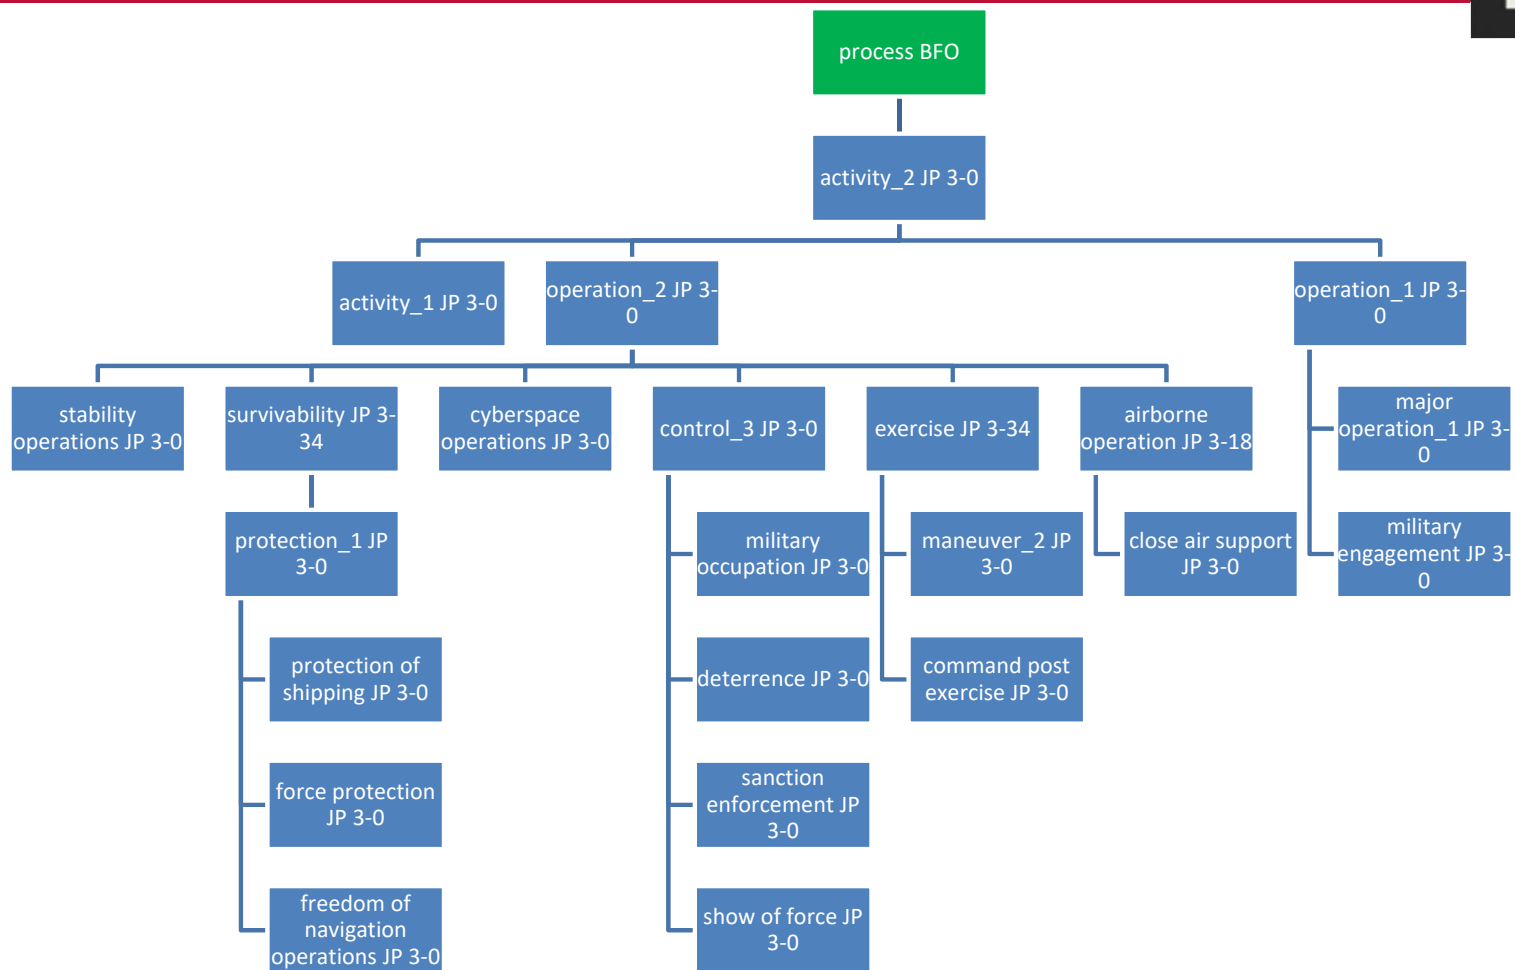 process BFO
activity_2 JP 3-0
activity_1 JP 3-0
operation_2 JP 3-
0
operation_1 JP 3-
0
stability
operations JP 3-0
survivability JP 3-
34
cyberspace
operations JP 3-0
control_3 JP 3-0
exercise JP 3-34
airborne
operation JP 3-18
major
operation_1 JP 3-
0
protection_1 JP
3-0
military
occupation JP 3-0
maneuver_2 JP
3-0
close air support
JP 3-0
military
engagement JP 3-
0
protection of
shipping JP 3-0
deterrence JP 3-0
command post
exercise JP 3-0
force protection
JP 3-0
sanction
enforcement JP
3-0
freedom of
navigation
operations JP 3-0
show of force JP
3-0